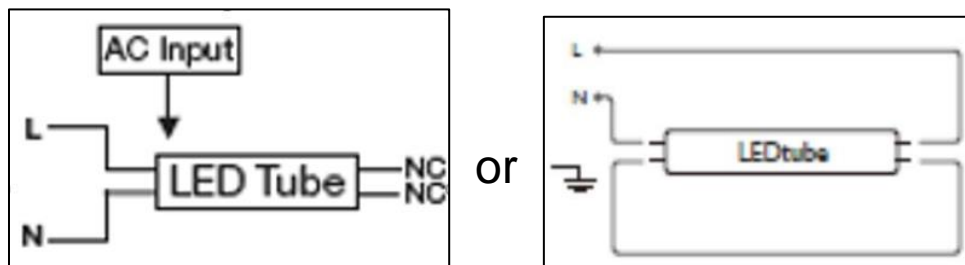 AC Input
L
LED Tube
NC
NC
N
or
L
N
LEDtube